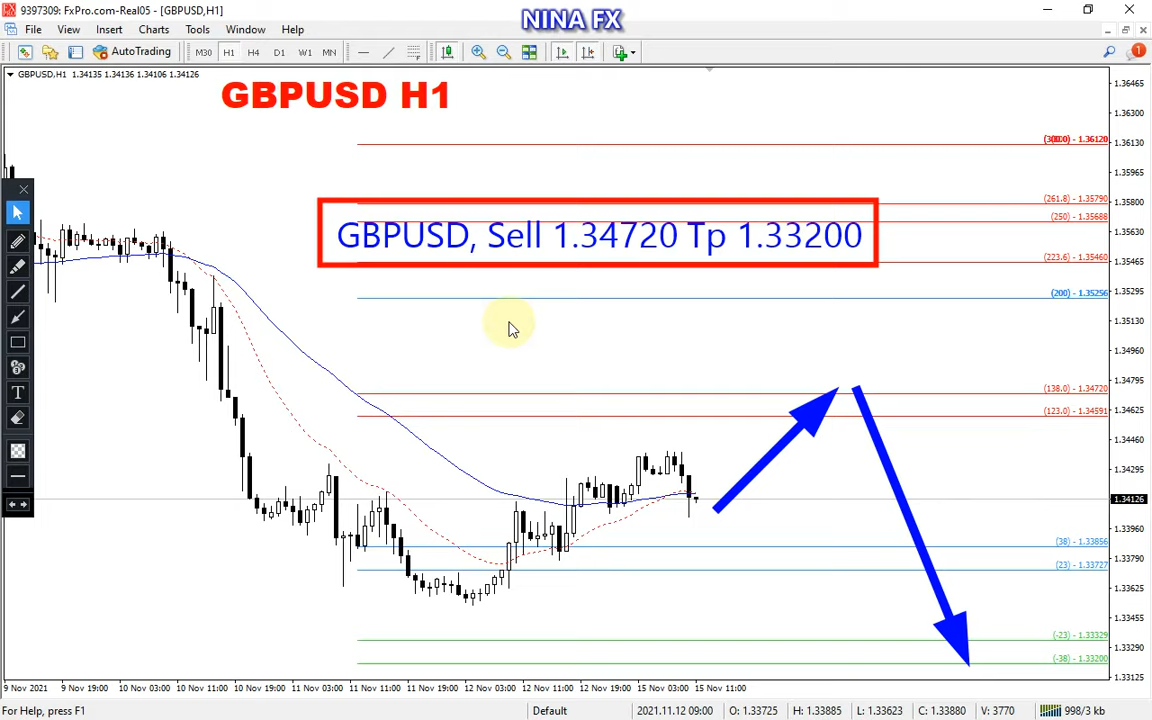 9397309: FxPro.com-Real05 - [GBPUSD,H1]
NINA FX
File View Insert Charts Tools Window Help
AutoTrading M30 H1 H4 D1 W1 MN
1
GBPUSD,H1 1.34135 1.34136 1.34106 1.34126
GBPUSD H1
GBPUSD, Sell 1.34720 Tp 1.33200
(261.8) - 1.35790
(250) - 1.35688
(223.6) - 1.35460
(200) - 1.35256
(138.0) - 1.34720
(123.0) - 1.34591
(38) - 1.33856
(23) - 1.33727
(-23) - 1.33329
(-38) - 1.33200
1.36465
1.36300
1.36130
1.35965
1.35800
1.35630
1.35465
1.35295
1.35130
1.34960
1.34795
1.34625
1.34460
1.34295
1.34126
1.33960
1.33790
1.33625
1.33455
1.33290
1.33125
T
9 Nov 2021 9 Nov 19:00 10 Nov 03:00 10 Nov 11:00 10 Nov 19:00 11 Nov 03:00 11 Nov 11:00 11 Nov 19:00 12 Nov 03:00 12 Nov 11:00 12 Nov 19:00 15 Nov 03:00 15 Nov 11:00
For Help, press F1 Default 2021.11.12 09:00 O: 1.33725 H: 1.33885 L: 1.33623 C: 1.33880 V: 3770 998/3 kb